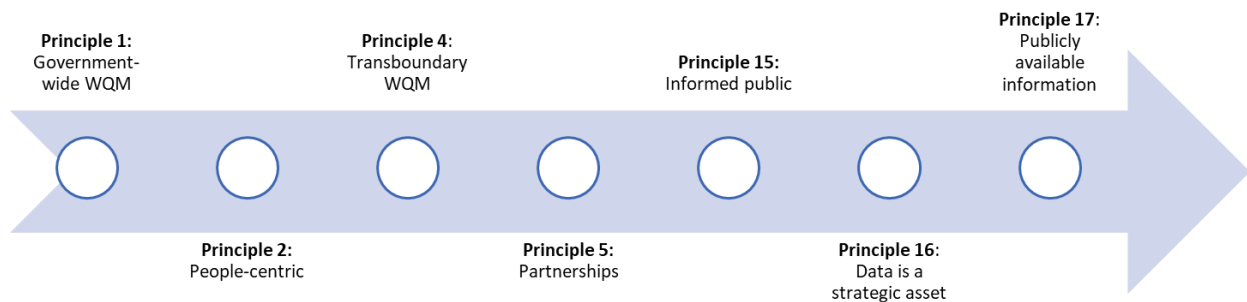 Principle 1:
Government-
wide WQM
Principle 2:
People-centric
Principle 4:
Transboundary
WQM
Principle 5:
Partnerships
Principle 15:
Informed public
Principle 16:
Data is a
strategic asset
Principle 17:
Publicly
available
information